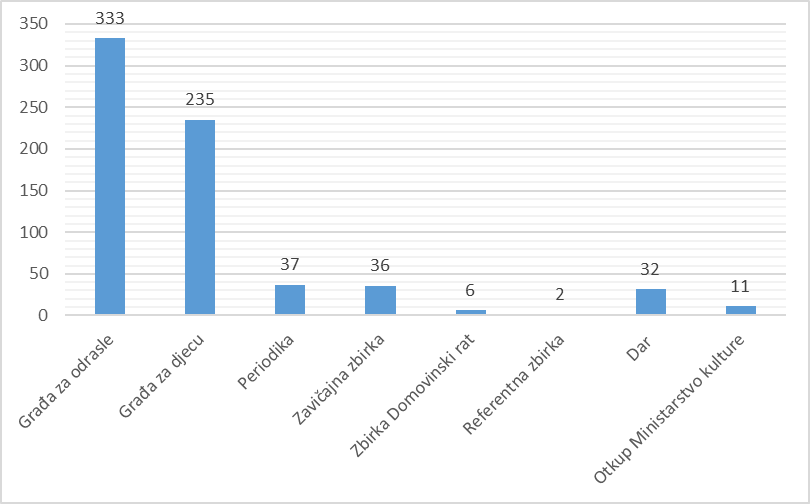 350
300
250
200
150
100
50
0
333
235
37
36
6
2
32
11
Građa za odrasle
Građa za djecu
Periodika
Zavičajna zbirka
Zbirka Domovinski rat
Referentna zbirka
Dar
Otkup Ministarstvo kulture